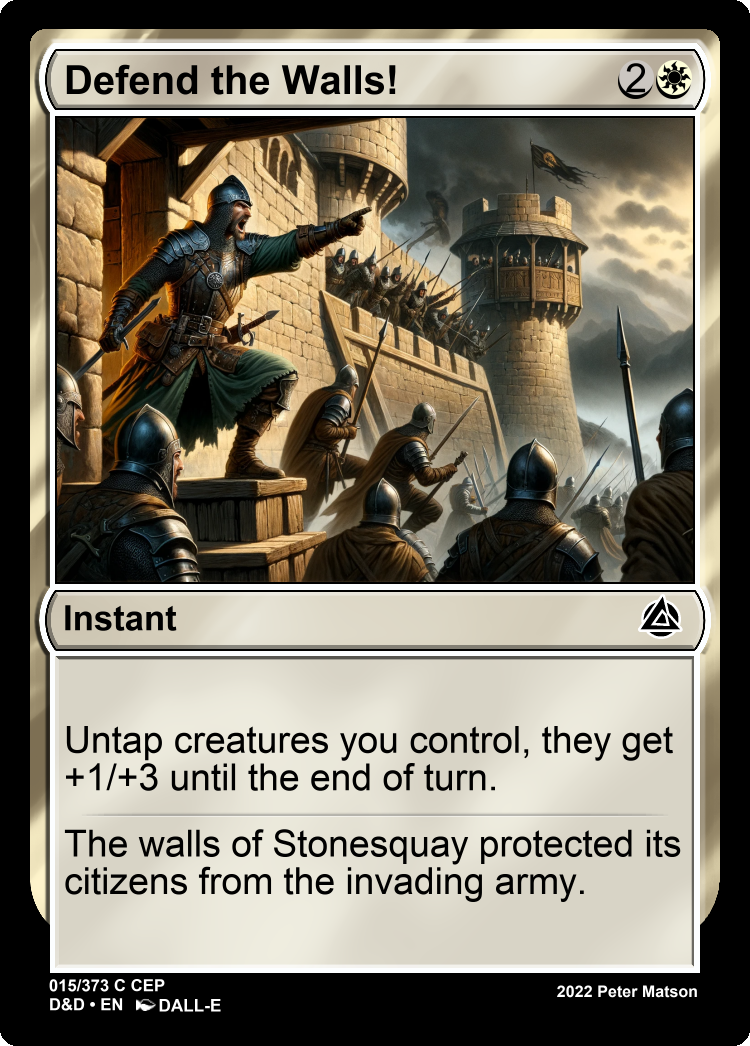 Defend the Walls! 2
Instant
Untap creatures you control, they get
+1/+3 until the end of turn.
The walls of Stonesquay protected its
citizens from the invading army.
015/373 C CEP
D&D • EN DALL-E
2022 Peter Matson